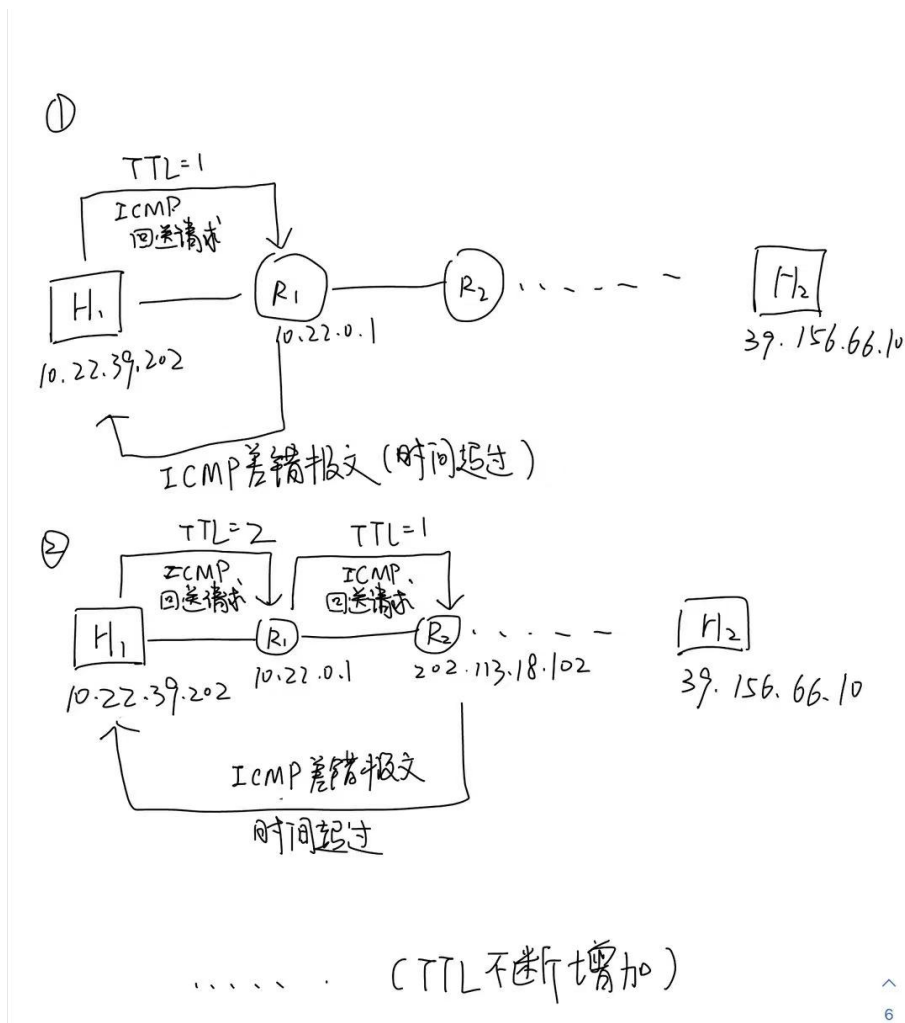 ①
TTL=1
ICMP
回送请求
H1
R1
R2
H2
10.22.0.1
39.156.66.10
10.22.39.202
ICMP差错报文(时间超过)
②
TTL=2
TTL=1
ICMP
回送请求
ICMP、
回送请求
H1
R1
R2
H2
10.22.39.202
10.22.0.1
202.113.18.102
39.156.66.10
ICMP差错报文
时间超过
...... (TTL不断增加)
6